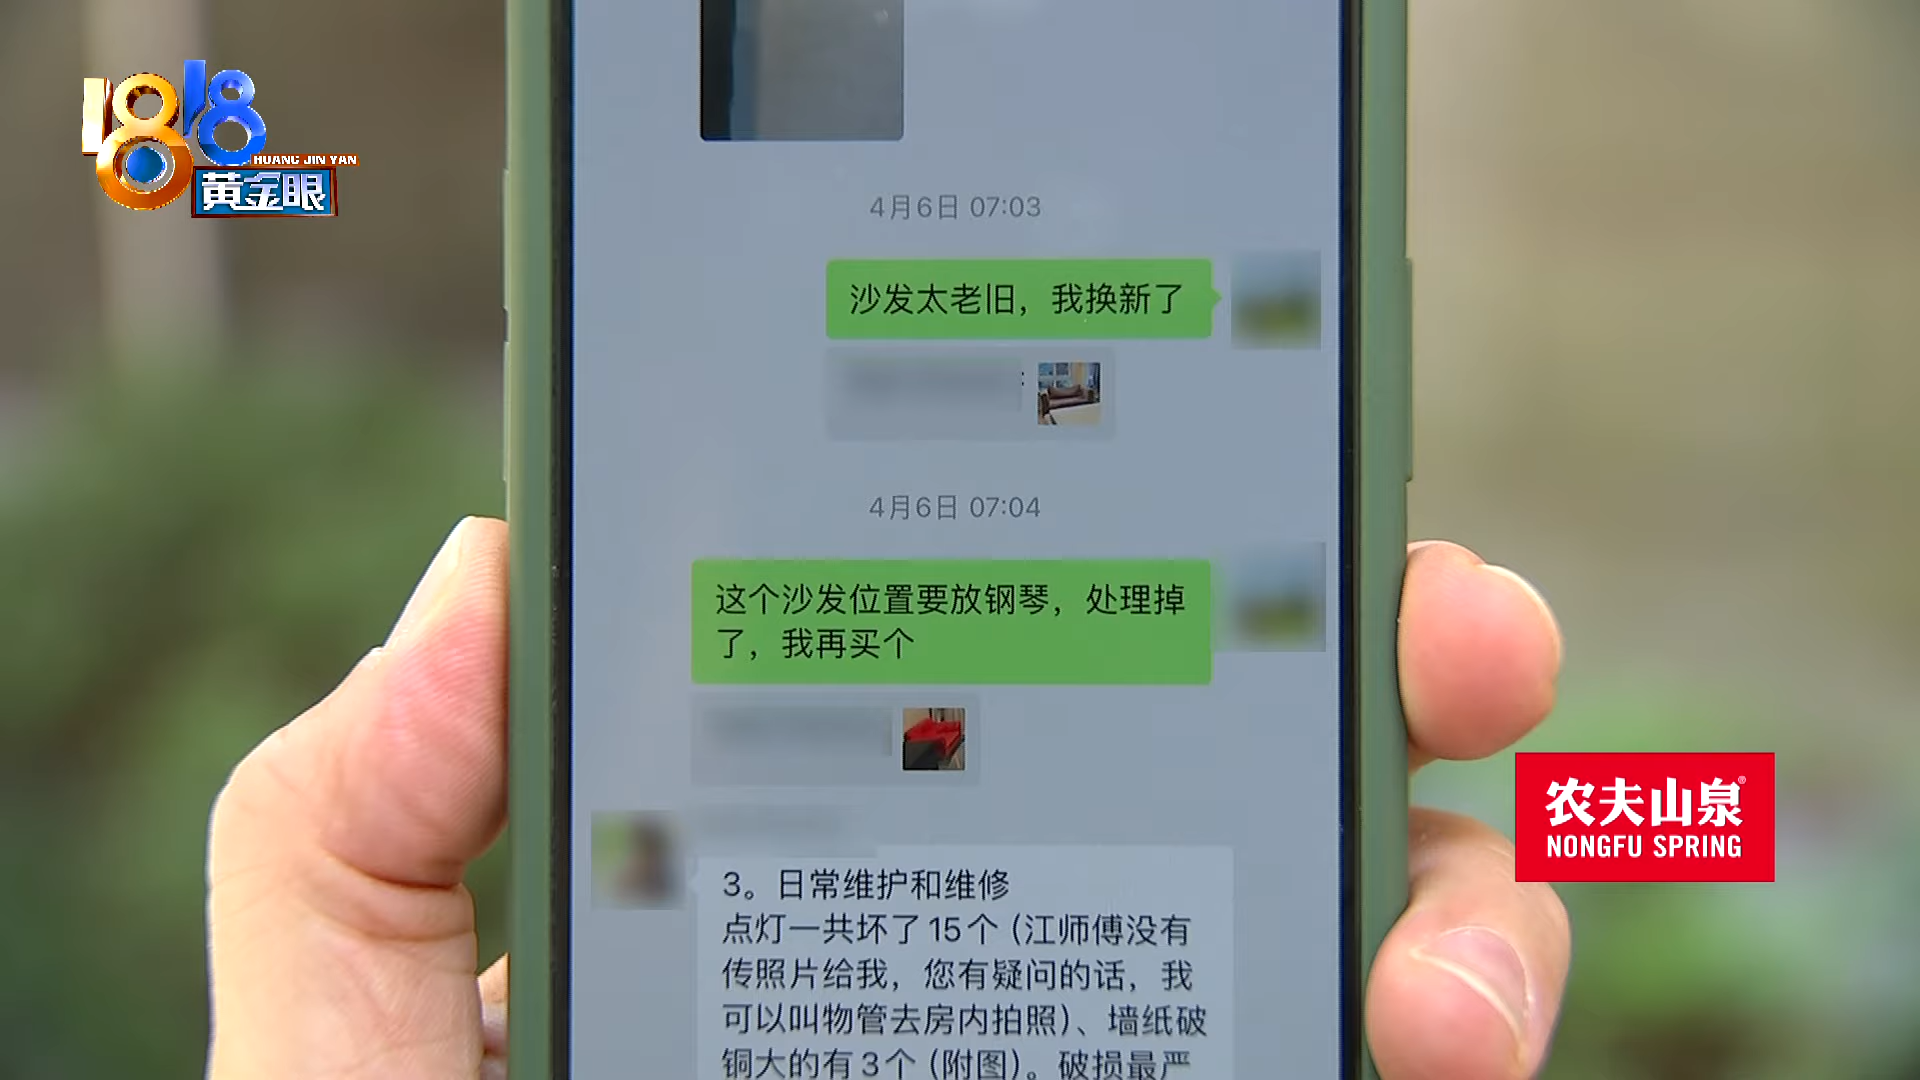 1818
HUANG JIN YAN
黄金眼
4月6日 07:03
沙发太老旧，我换新了
4月6日 07:04
这个沙发位置要放钢琴，处理掉
了，我再买个
3。日常维护和维修
点灯一共坏了15个（江师傅没有
传照片给我，您有疑问的话，我
可以叫物管去房内拍照）、墙纸破
铜大的有3个（附图）。破损最严
农夫山泉®
NONGFU SPRING